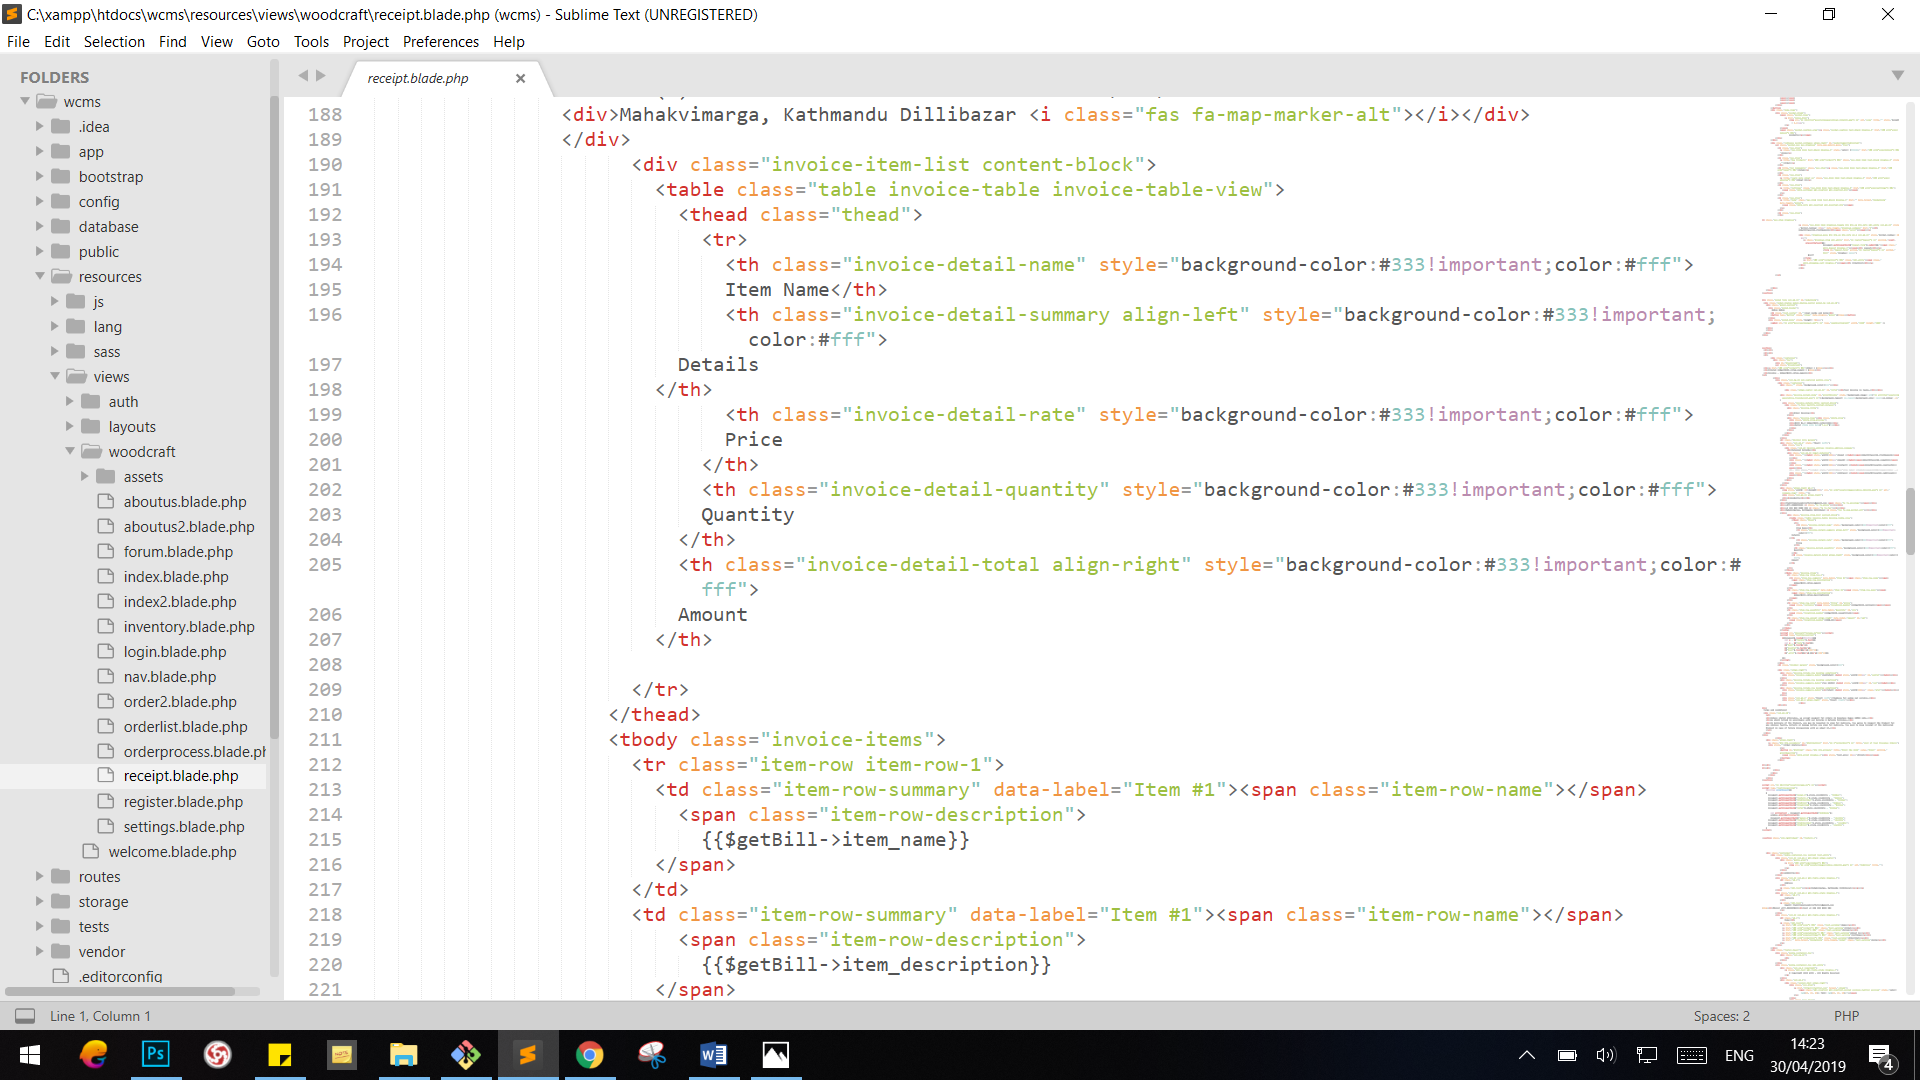 C:\xampp\htdocs\wcms\resources\views\woodcraft\receipt.blade.php (wcms) - Sublime Text (UNREGISTERED)
File Edit Selection Find View Goto Tools Project Preferences Help
FOLDERS
wcms
.idea
app
bootstrap
config
database
public
resources
js
lang
sass
views
auth
layouts
woodcraft
assets
aboutus.blade.php
aboutus2.blade.php
forum.blade.php
index.blade.php
index2.blade.php
inventory.blade.php
login.blade.php
nav.blade.php
order2.blade.php
orderlist.blade.php
orderprocess.blade.ph
receipt.blade.php
register.blade.php
settings.blade.php
welcome.blade.php
routes
storage
tests
vendor
.editorconfig
receipt.blade.php
188 <div>Mahakvimarga, Kathmandu Dillibazar <i class="fas fa-map-marker-alt"></i></div>
189 </div>
190 <div class="invoice-item-list content-block">
191 <table class="table invoice-table invoice-table-view">
192 <thead class="thead">
193 <tr>
194 <th class="invoice-detail-name" style="background-color:#333!important;color:#fff">
195 Item Name</th>
196 <th class="invoice-detail-summary align-left" style="background-color:#333!important;
color:#fff">
197 Details
198 </th>
199 <th class="invoice-detail-rate" style="background-color:#333!important;color:#fff">
200 Price
201 </th>
202 <th class="invoice-detail-quantity" style="background-color:#333!important;color:#fff">
203 Quantity
204 </th>
205 <th class="invoice-detail-total align-right" style="background-color:#333!important;color:#
fff">
206 Amount
207 </th>
208
209 </tr>
210 </thead>
211 <tbody class="invoice-items">
212 <tr class="item-row item-row-1">
213 <td class="item-row-summary" data-label="Item #1"><span class="item-row-name"></span>
214 <span class="item-row-description">
215 {{$getBill->item_name}}
216 </span>
217 </td>
218 <td class="item-row-summary" data-label="Item #1"><span class="item-row-name"></span>
219 <span class="item-row-description">
220 {{$getBill->item_description}}
221 </span>
Line 1, Column 1
Spaces: 2
PHP
Ps
ENG
14:23
30/04/2019
4